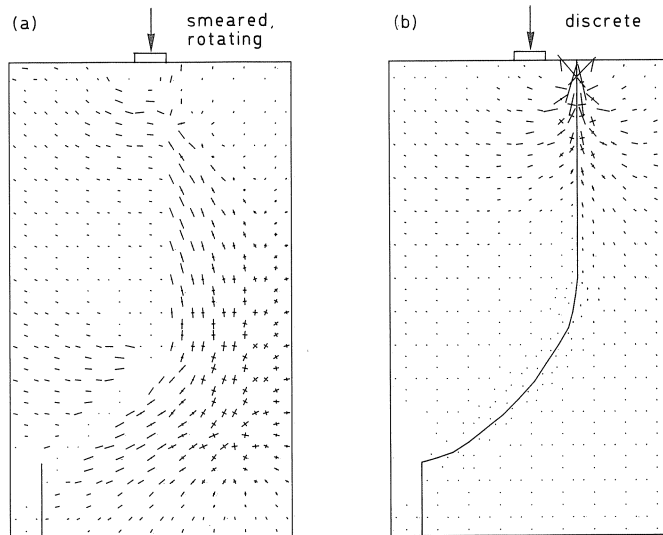 (a)
smeared,
rotating
(b)
discrete